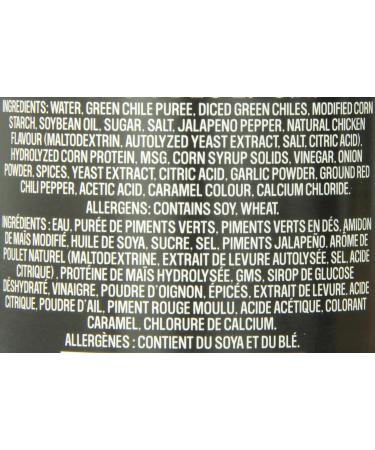 INGREDIENTS: WATER, GREEN CHILE PUREE, DICED GREEN CHILES, MODIFIED CORN
STARCH, SOYBEAN OIL, SUGAR, SALT, JALAPENO PEPPER, NATURAL CHICKEN
FLAVOUR (MALTODEXTRIN, AUTOLYZED YEAST EXTRACT, SALT, CITRIC ACID),
HYDROLYZED CORN PROTEIN, MSG, CORN SYRUP SOLIDS, VINEGAR, ONION
POWDER, SPICES, YEAST EXTRACT, CITRIC ACID, GARLIC POWDER, GROUND RED
CHILI PEPPER, ACETIC ACID, CARAMEL COLOUR, CALCIUM CHLORIDE.
ALLERGENS: CONTAINS SOY, WHEAT.
INGRÉDIENTS: EAU, PURÉE DE PIMENTS VERTS, PIMENTS VERTS EN DÉS, AMIDON
DE MAÏS MODIFIÉ, HUILE DE SOYA, SUCRE, SEL, PIMENTS JALAPEÑO, ARÔME DE
POULET NATUREL (MALTODEXTRINE, EXTRAIT DE LEVURE AUTOLYSÉE, SEL, ACIDE
CITRIQUE), PROTÉINE DE MAÏS HYDROLYSÉE, GMS, SIROP DE GLUCOSE
DÉSHYDRATÉ, VINAIGRE, POUDRE D'OIGNON, ÉPICES, EXTRAIT DE LEVURE, ACIDE
CITRIQUE, POUDRE D'AIL, PIMENT ROUGE MOULU, ACIDE ACÉTIQUE, COLORANT
CARAMEL, CHLORURE DE CALCIUM.
ALLERGÈNES : CONTIENT DU SOYA ET DU BLÉ.